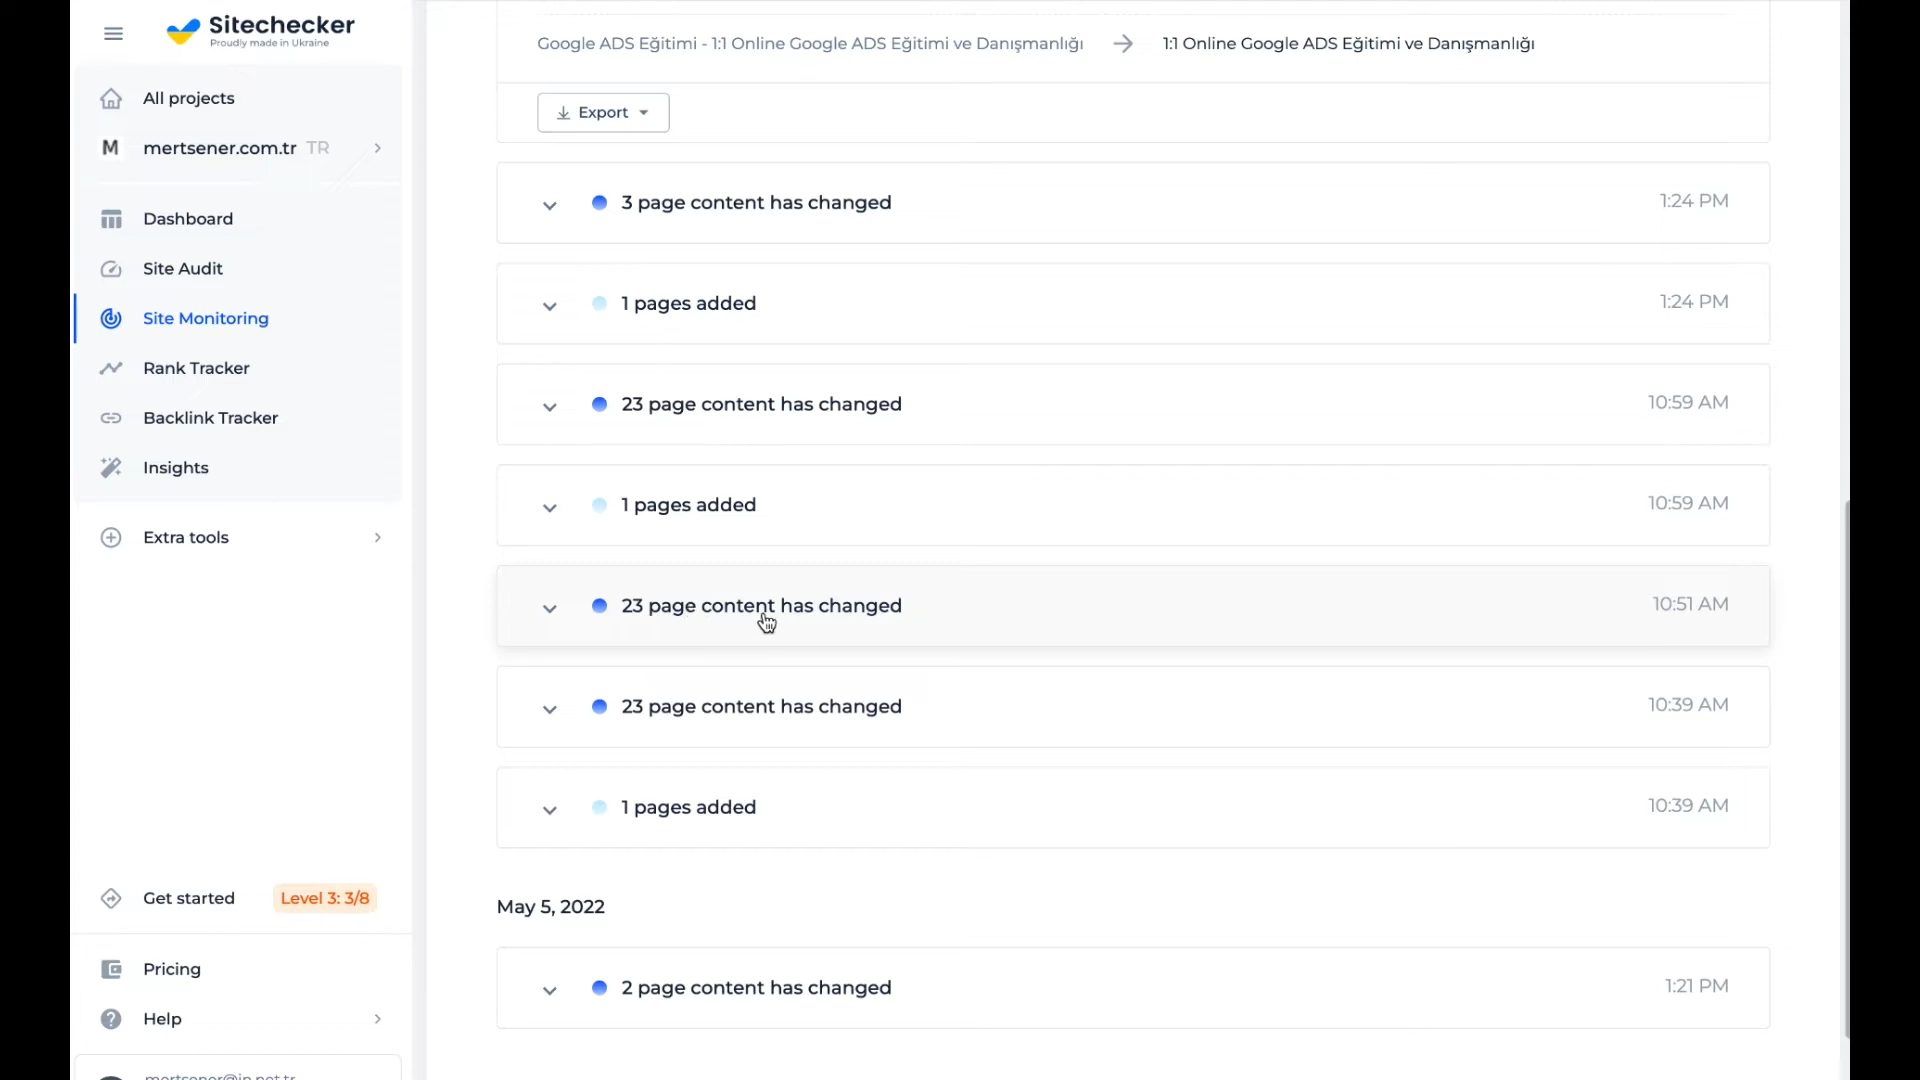 Sitechecker
Proudly made in Ukraine
All projects
M mertsener.com.tr TR
Dashboard
Site Audit
Site Monitoring
Rank Tracker
Backlink Tracker
Insights
Extra tools
Get started Level 3: 3/8
Pricing
Help
mertsener@in.net.tr
Google ADS Eğitimi - 1:1 Online Google ADS Eğitimi ve Danışmanlığı → 1:1 Online Google ADS Eğitimi ve Danışmanlığı
Export
3 page content has changed 1:24 PM
1 pages added 1:24 PM
23 page content has changed 10:59 AM
1 pages added 10:59 AM
23 page content has changed 10:51 AM
23 page content has changed 10:39 AM
1 pages added 10:39 AM
May 5, 2022
2 page content has changed 1:21 PM